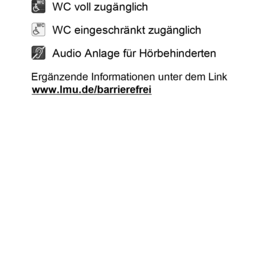 WC voll zugänglich
WC eingeschränkt zugänglich
Audio Anlage für Hörbehinderten
Ergänzende Informationen unter dem Link
www.lmu.de/barrierefrei